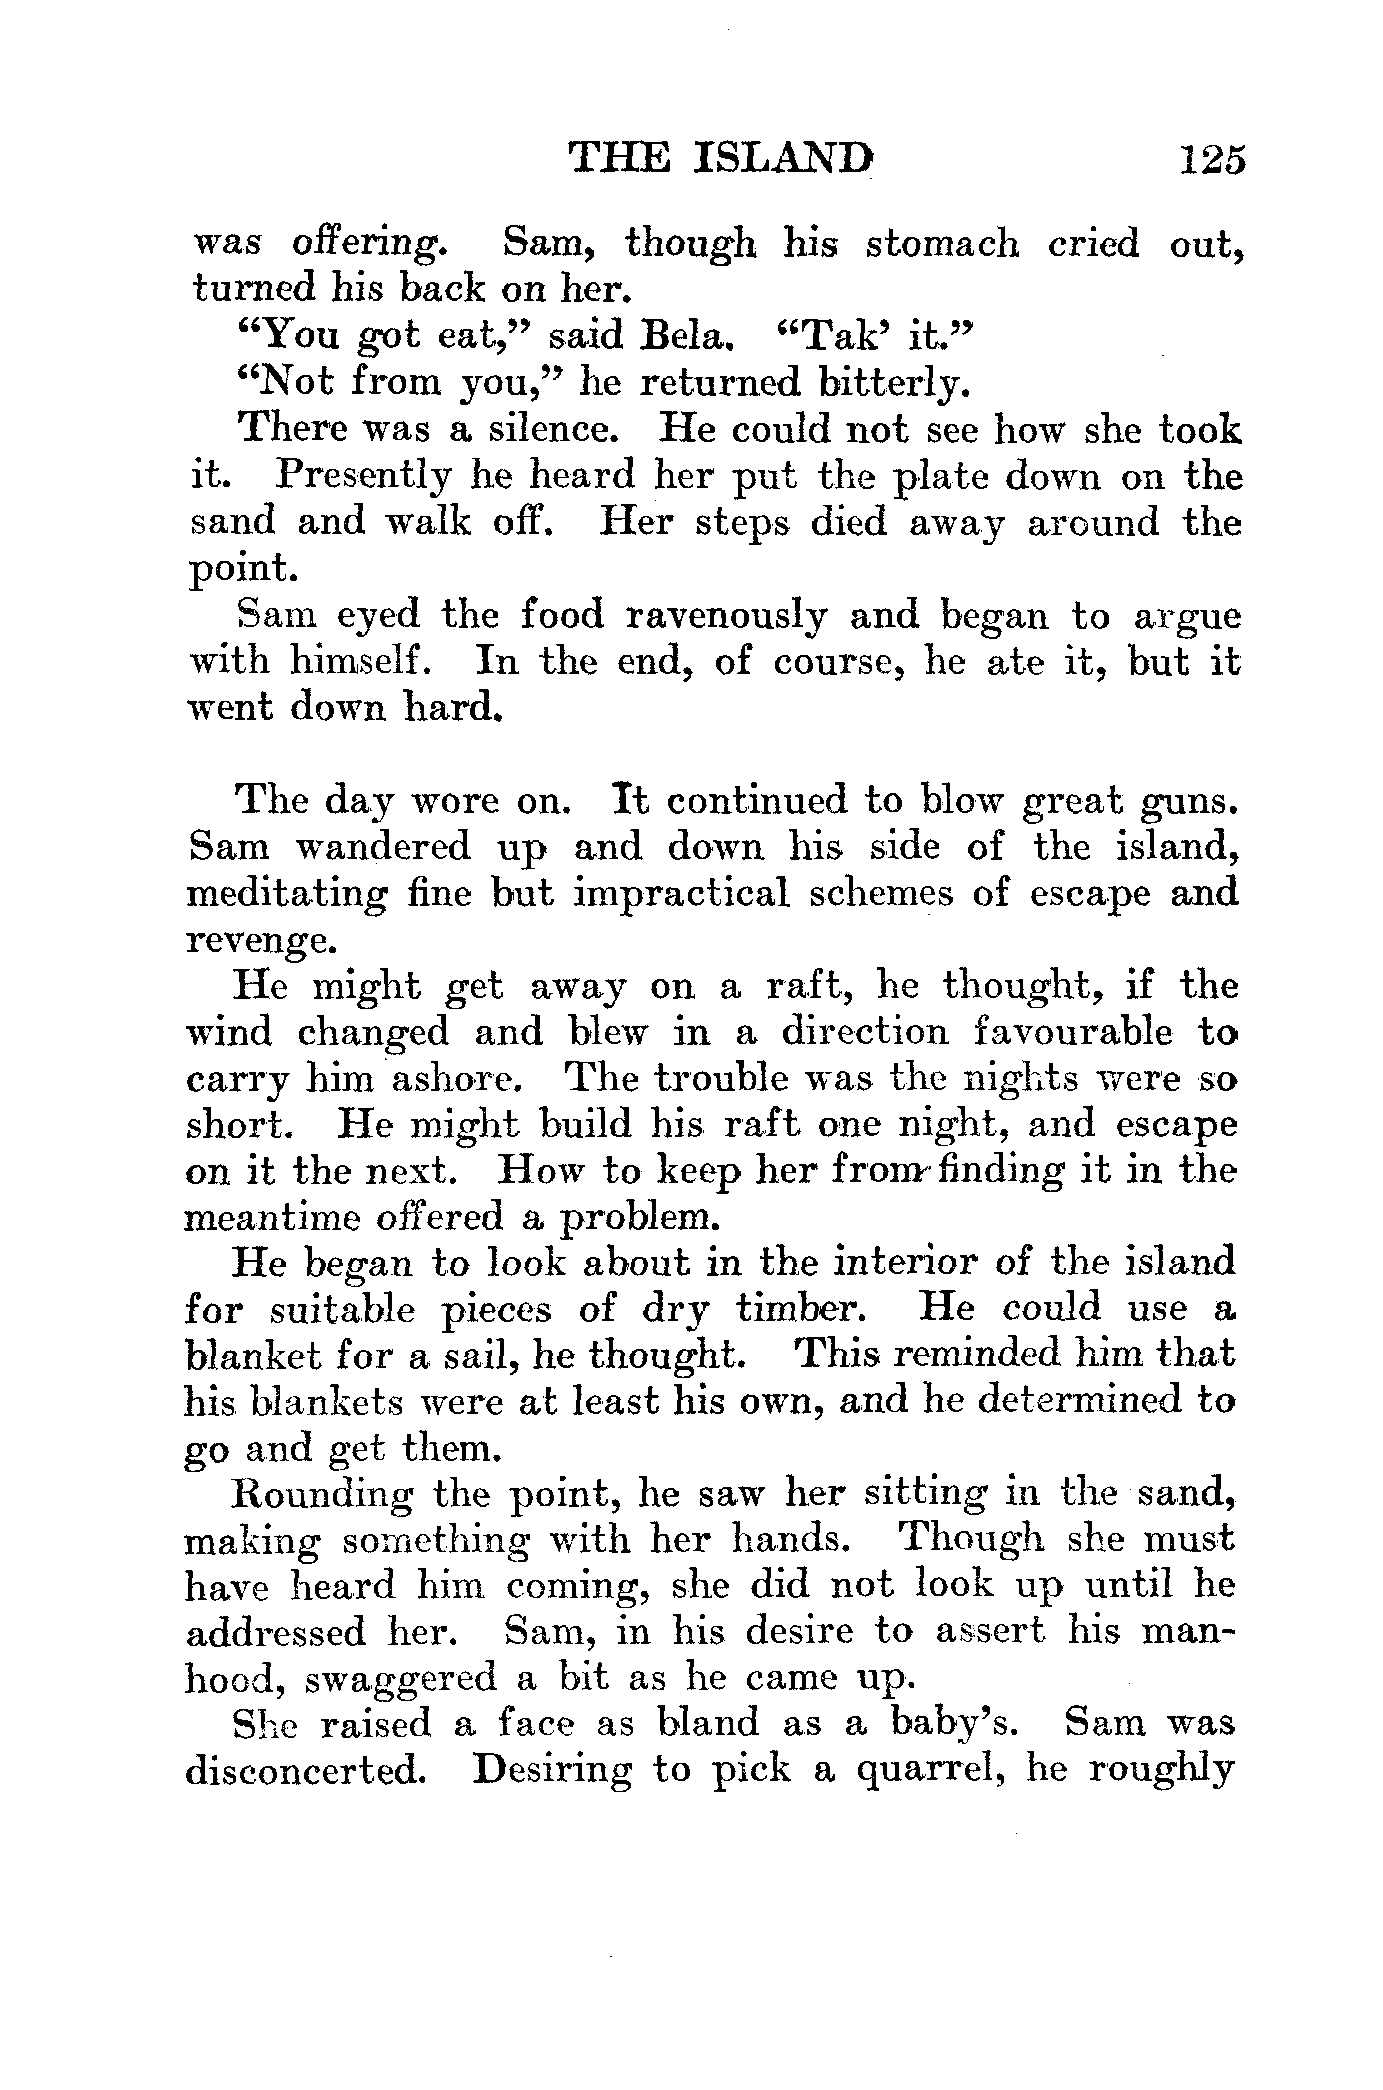 THE ISLAND 125
was offering. Sam, though his stomach cried out,
turned his back on her.
“You got eat,” said Bela. “Tak’ it.”
“Not from you,” he returned bitterly.
There was a silence. He could not see how she took
it. Presently he heard her put the plate down on the
sand and walk off. Her steps died away around the
point.
Sam eyed the food ravenously and began to argue
with himself. In the end, of course, he ate it, but it
went down hard.
The day wore on. It continued to blow great guns.
Sam wandered up and down his side of the island,
meditating fine but impractical schemes of escape and
revenge.
He might get away on a raft, he thought, if the
wind changed and blew in a direction favourable to
carry him ashore. The trouble was the nights were so
short. He might build his raft one night, and escape
on it the next. How to keep her from finding it in the
meantime offered a problem.
He began to look about in the interior of the island
for suitable pieces of dry timber. He could use a
blanket for a sail, he thought. This reminded him that
his blankets were at least his own, and he determined to
go and get them.
Rounding the point, he saw her sitting in the sand,
making something with her hands. Though she must
have heard him coming, she did not look up until he
addressed her. Sam, in his desire to assert his man-
hood, swaggered a bit as he came up.
She raised a face as bland as a baby’s. Sam was
disconcerted. Desiring to pick a quarrel, he roughly